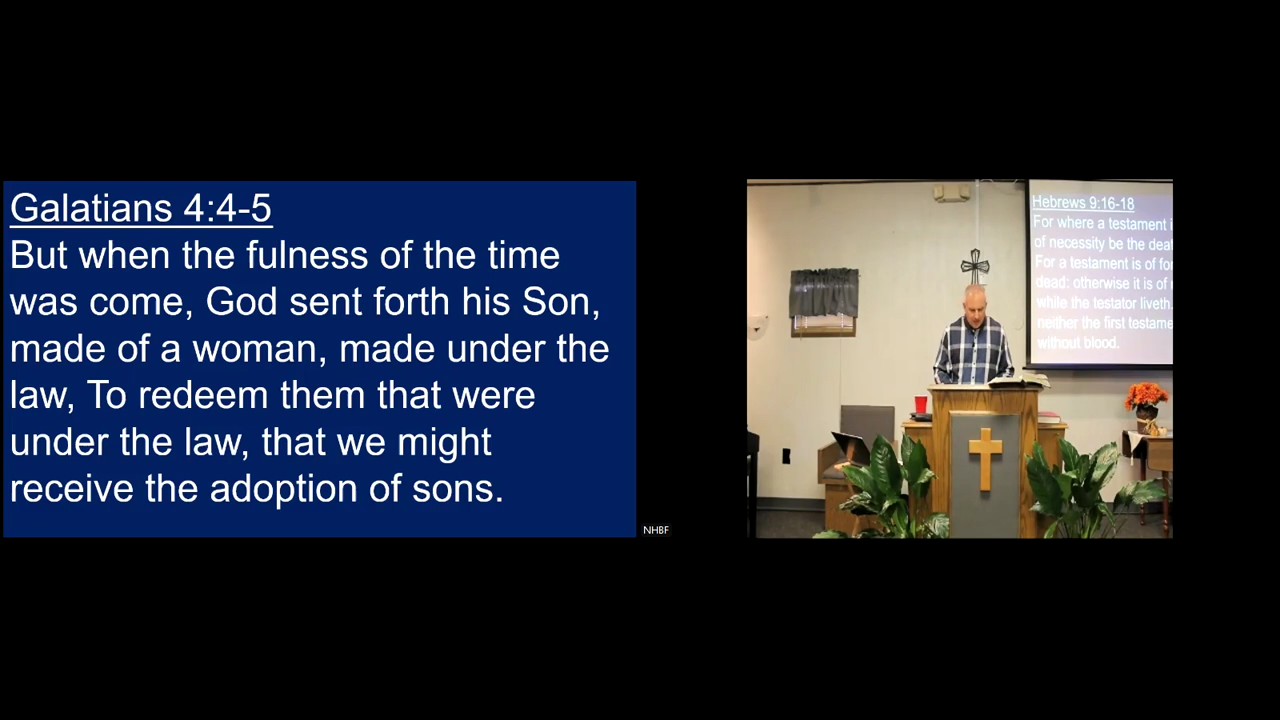 Galatians 4:4-5
But when the fulness of the time
was come, God sent forth his Son,
made of a woman, made under the
law, To redeem them that were
under the law, that we might
receive the adoption of sons.
NHBF
Hebrews 9:16-18
For where a testament i
of necessity be the dea
For a testament is of for
dead: otherwise it is of
while the testator liveth.
neither the first testame
without blood.